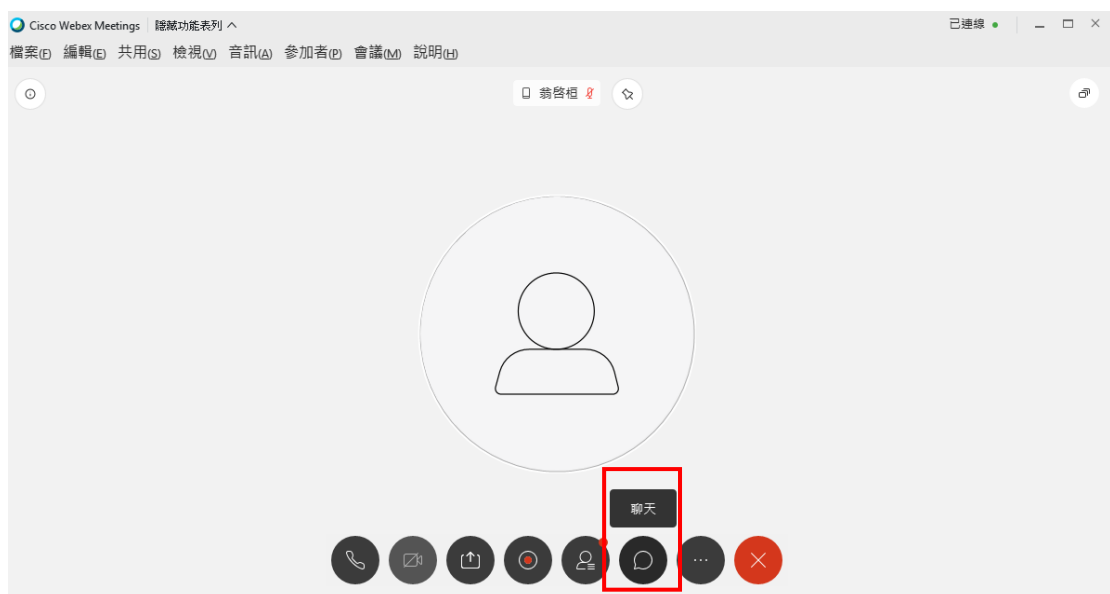 Cisco Webex Meetings 隱藏功能表列 已連線
檔案(F) 編輯(E) 共用(S) 檢視(V) 音訊(A) 參加者(P) 會議(M) 說明(H)
翁啓桓
聊天